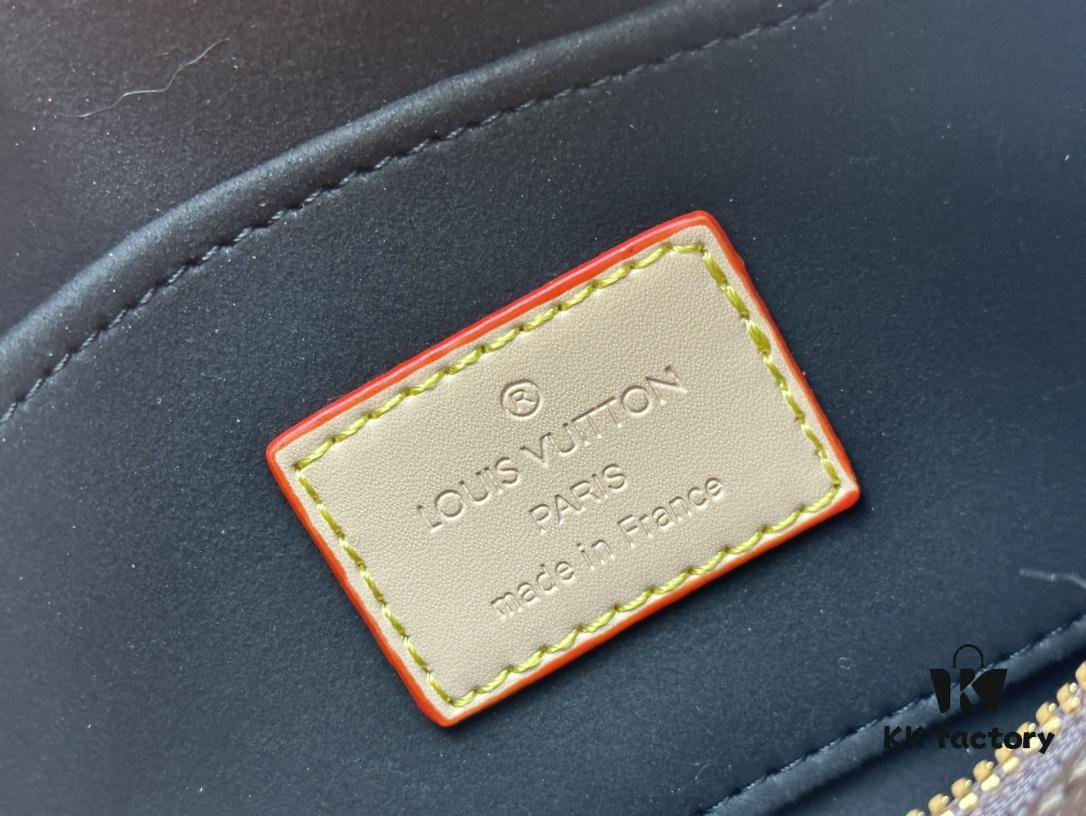 ®
LOUIS VUITTON
PARIS
made in France
KK factory